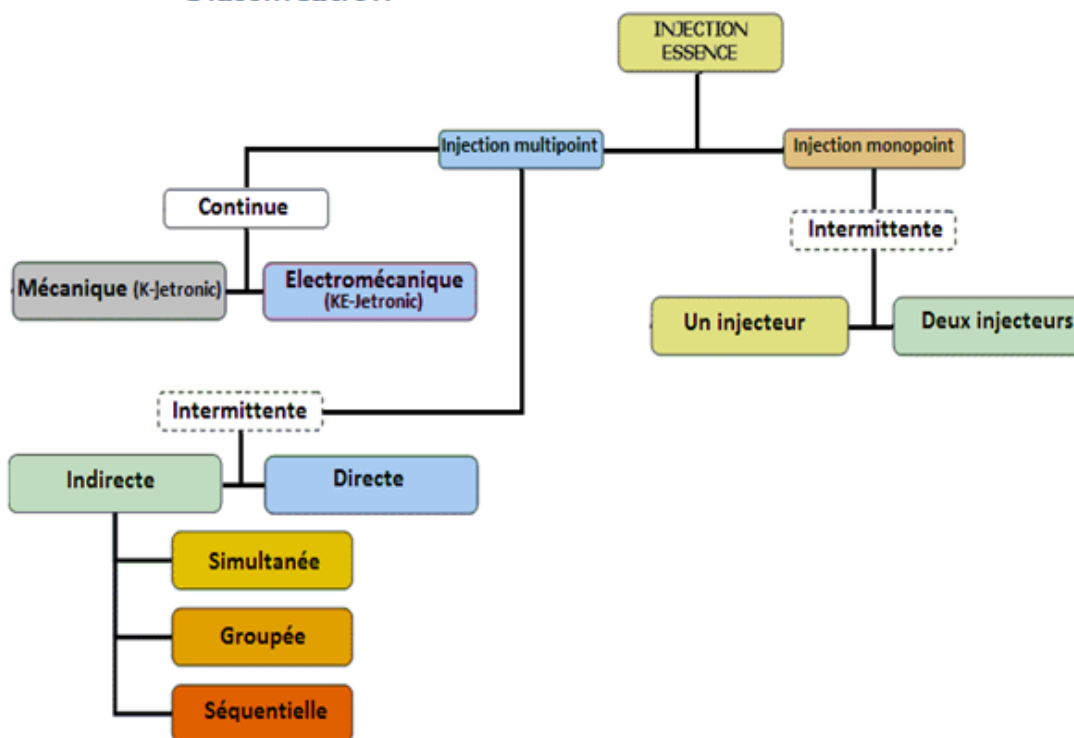 INJECTION
ESSENCE
Injection multipoint
Injection monopoint
Continue
Intermittente
Mécanique (K-Jetronic)
Electromécanique
(KE-Jetronic)
Un injecteur
Deux injecteurs
Intermittente
Indirecte
Directe
Simultanée
Groupée
Séquentielle